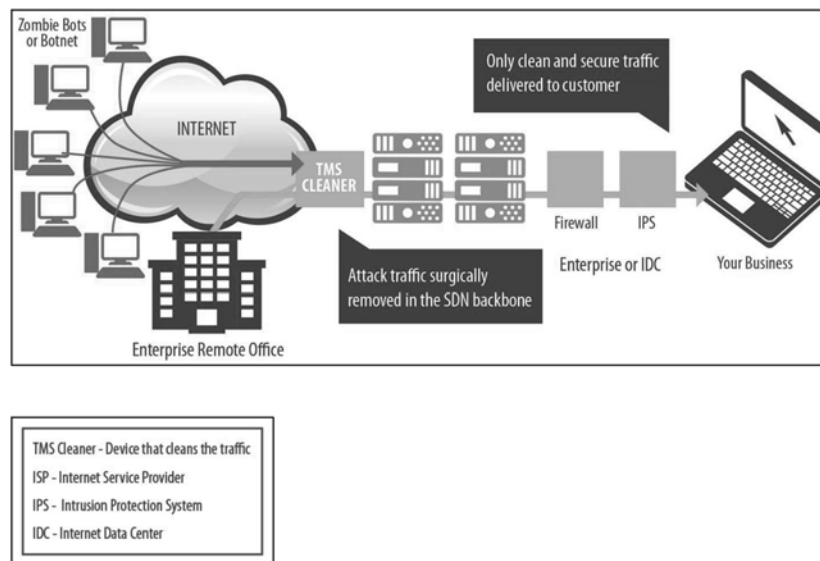 Zombie Bots
or Botnet
INTERNET
TMS
CLEANER
Only clean and secure traffic
delivered to customer
Attack traffic surgically
removed in the SDN backbone
Enterprise Remote Office
Firewall
IPS
Enterprise or IDC
Your Business
TMS Cleaner - Device that cleans the traffic
ISP - Internet Service Provider
IPS - Intrusion Protection System
IDC - Internet Data Center